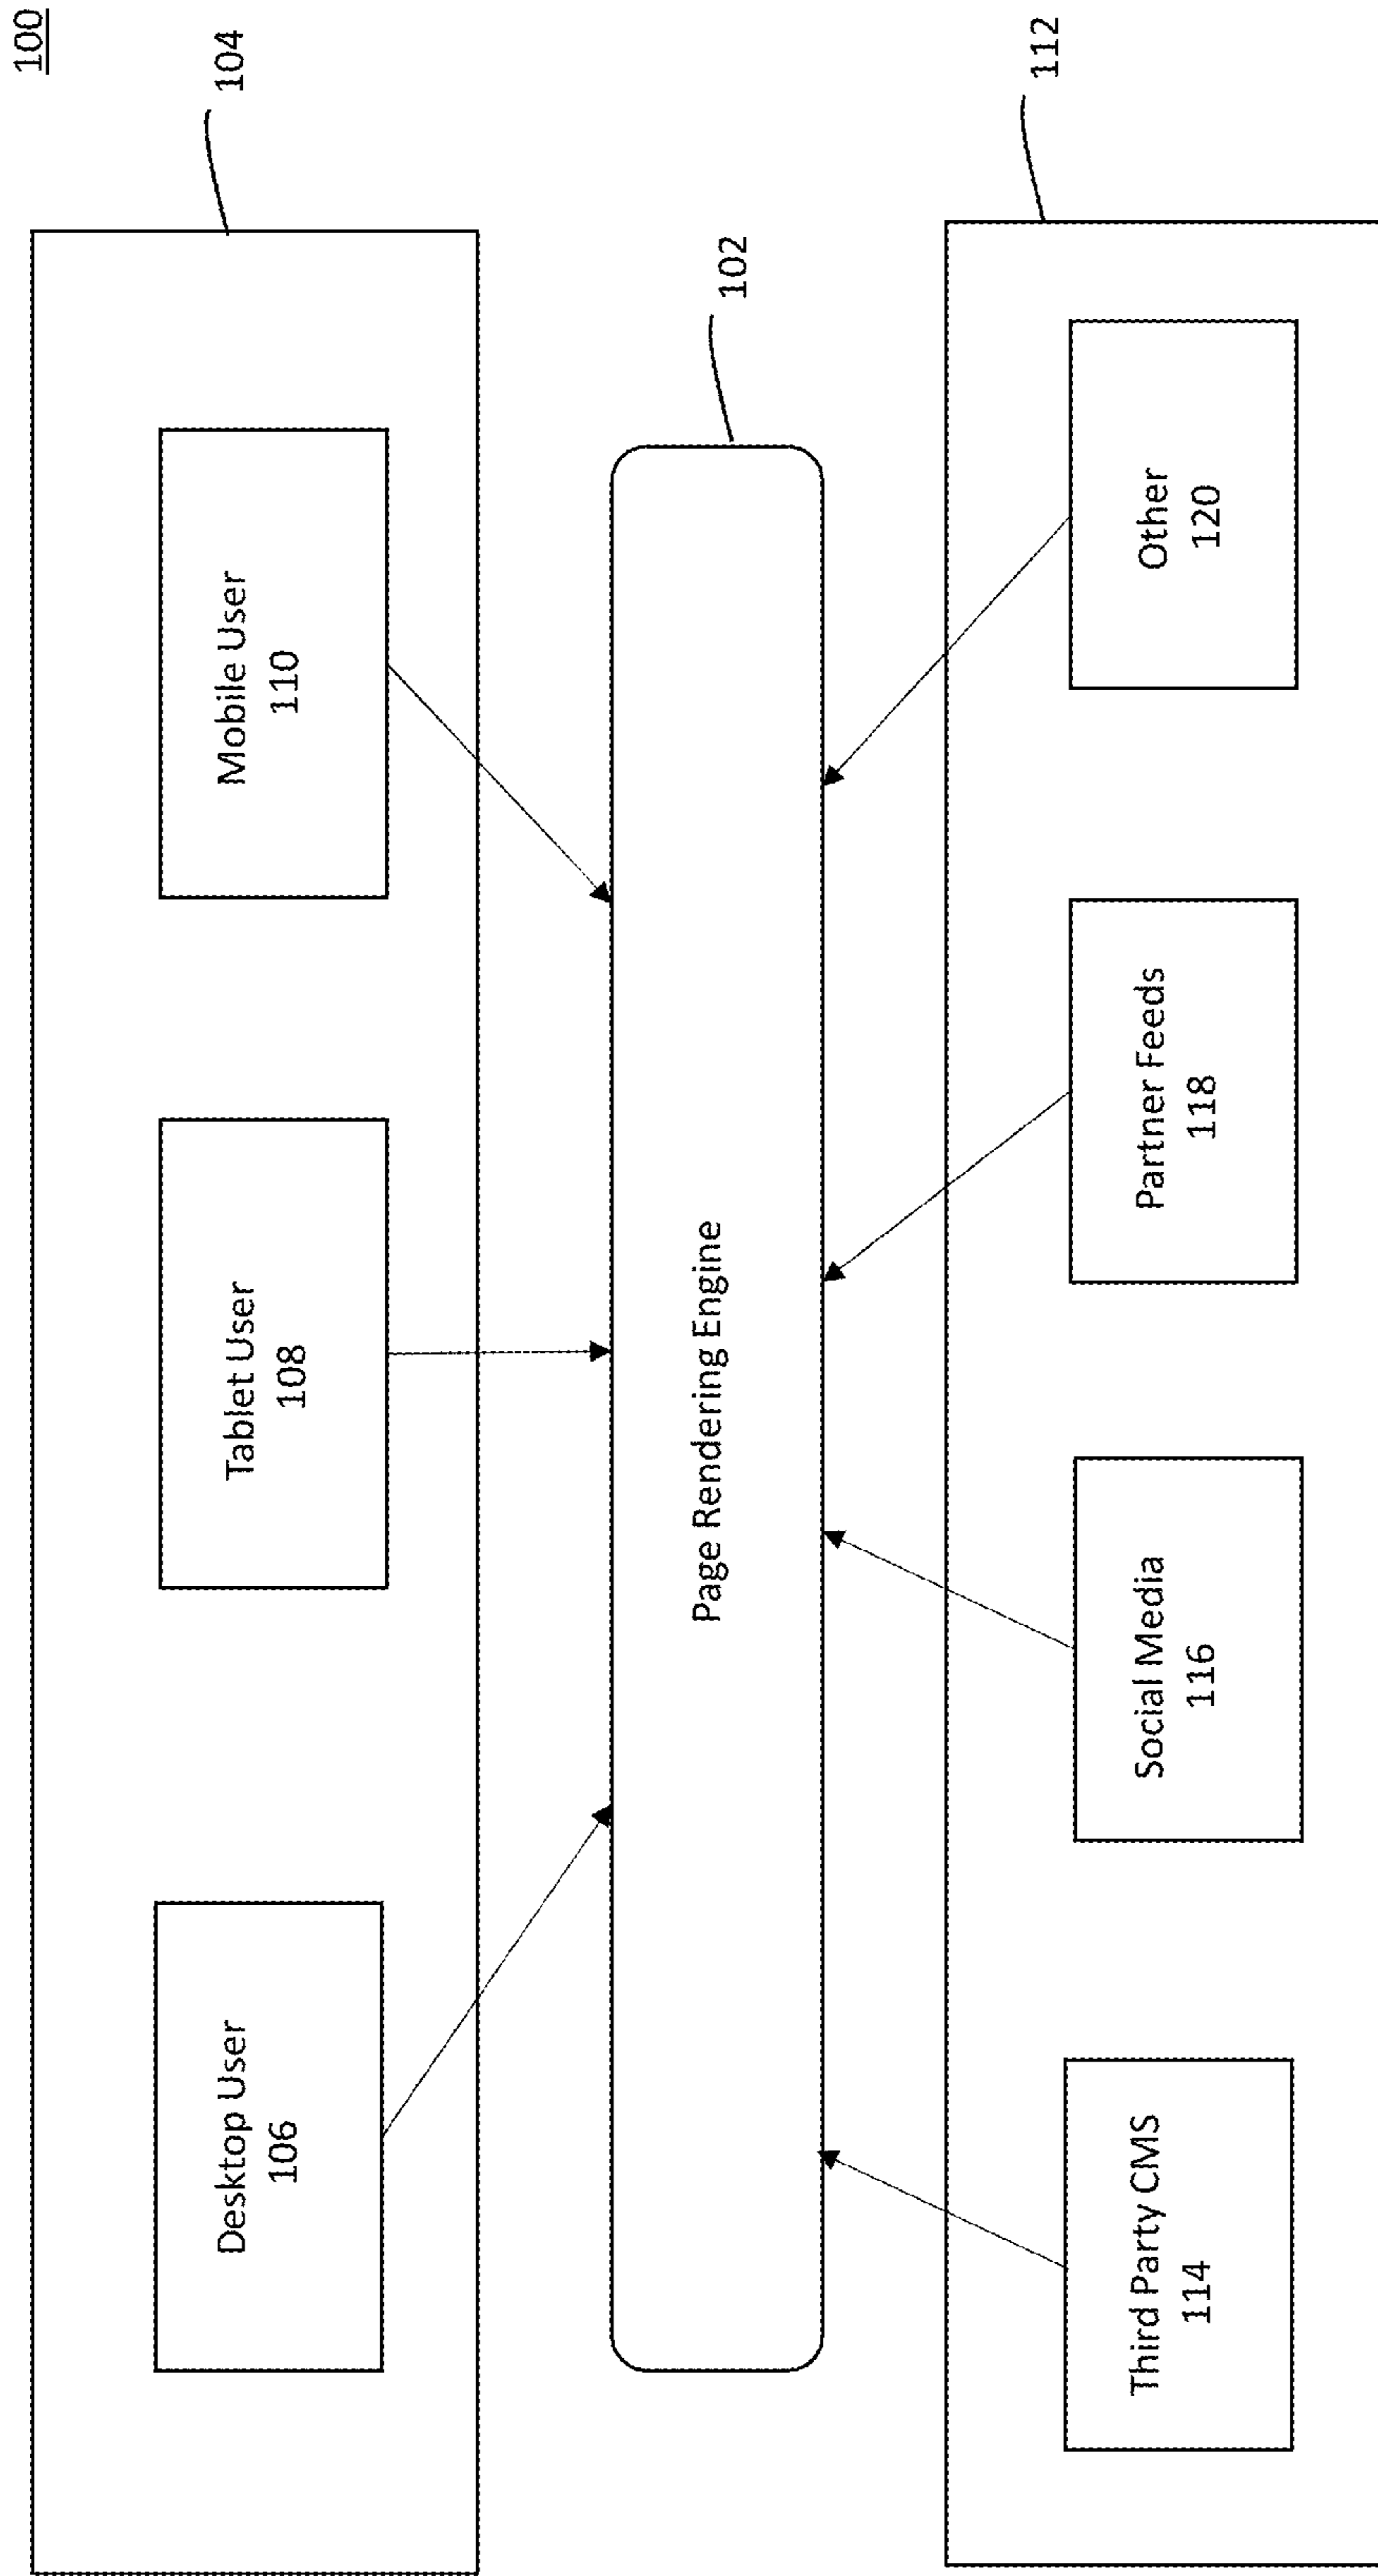 100
104
Desktop User
106
Tablet User
108
Mobile User
110
102
Page Rendering Engine
112
Third Party CMS
114
Social Media
116
Partner Feeds
118
Other
120